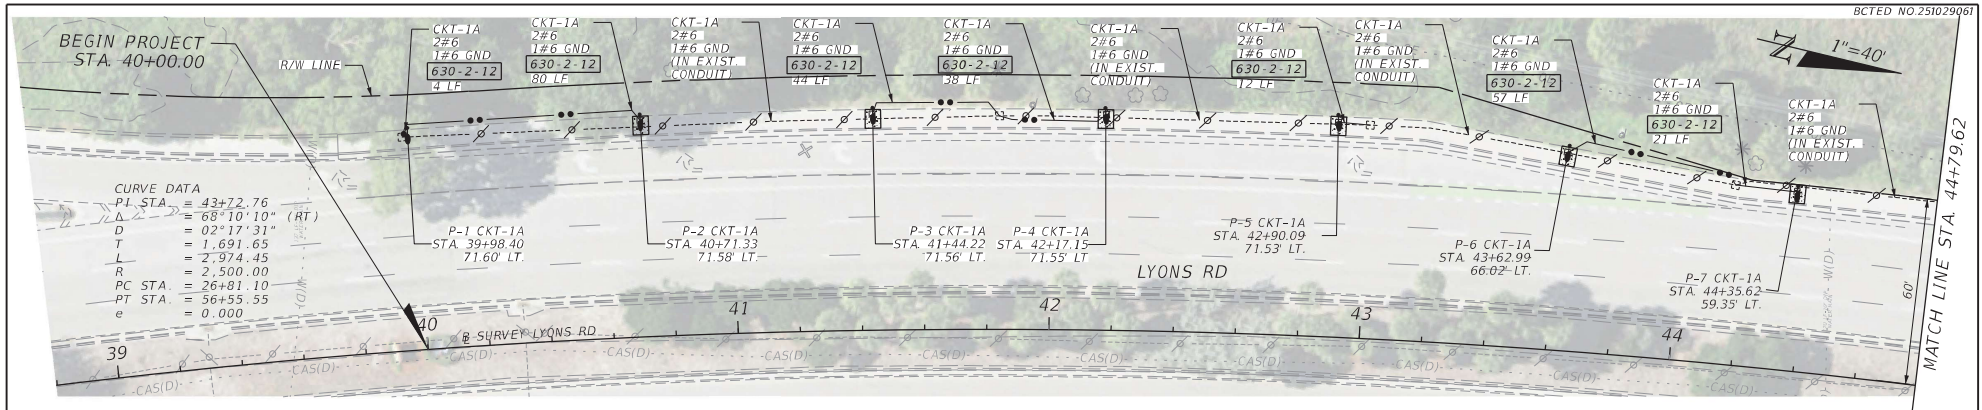 BCTED NO.251029061
BEGIN PROJECT
STA. 40+00.00
R/W LINE
CKT-1A
2#6
1#6 GND
630-2-12
4 LF
CKT-1A
2#6
1#6 GND
630-2-12
80 LF
CKT-1A
2#6
1#6 GND
(IN EXIST.
CONDUIT)
CKT-1A
2#6
1#6 GND
630-2-12
44 LF
CKT-1A
2#6
1#6 GND
630-2-12
38 LF
CKT-1A
2#6
1#6 GND
(IN EXIST.
CONDUIT)
CKT-1A
2#6
1#6 GND
630-2-12
12 LF
CKT-1A
2#6
1#6 GND
(IN EXIST.
CONDUIT)
CKT-1A
2#6
1#6 GND
630-2-12
57 LF
CKT-1A
2#6
1#6 GND
630-2-12
21 LF
CKT-1A
2#6
1#6 GND
(IN EXIST.
CONDUIT)
N
1"=40'
CURVE DATA
PI STA. = 43+72.76
Δ = 68°10'10" (RT)
D = 02°17'31"
T = 1,691.65
L = 2,974.45
R = 2,500.00
PC STA. = 26+81.10
PT STA. = 56+55.55
e = 0.000
P-1 CKT-1A
STA. 39+98.40
71.60' LT.
P-2 CKT-1A
STA. 40+71.33
71.58' LT.
P-3 CKT-1A
STA. 41+44.22
71.56' LT.
P-4 CKT-1A
STA. 42+17.15
71.55' LT.
P-5 CKT-1A
STA. 42+90.09
71.53' LT.
P-6 CKT-1A
STA. 43+62.99
66.02' LT.
P-7 CKT-1A
STA. 44+35.62
59.35' LT.
LYONS RD
60'
MATCH LINE STA. 44+79.62
39
40
41
42
43
44
℄ SURVEY LYONS RD
CAS(D)
CAS(D)
CAS(D)
CAS(D)
CAS(D)
CAS(D)
CAS(D)
CAS(D)
CAS(D)
CAS(D)
CAS(D)
W(D)
W(D)
W(D)